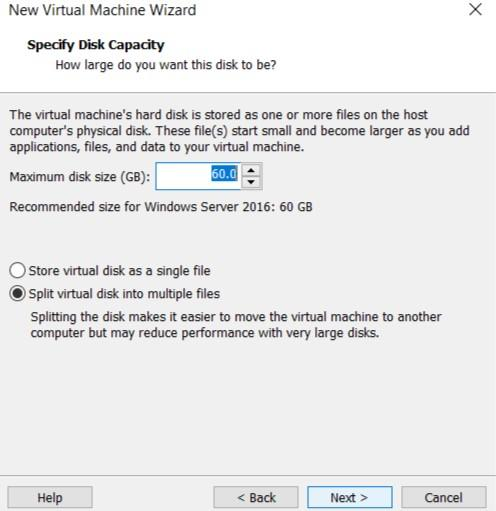 New Virtual Machine Wizard
Specify Disk Capacity
How large do you want this disk to be?
The virtual machine's hard disk is stored as one or more files on the host
computer's physical disk. These file(s) start small and become larger as you add
applications, files, and data to your virtual machine.
Maximum disk size (GB): 60.0
Recommended size for Windows Server 2016: 60 GB
Store virtual disk as a single file
Split virtual disk into multiple files
Splitting the disk makes it easier to move the virtual machine to another
computer but may reduce performance with very large disks.
Help < Back Next > Cancel